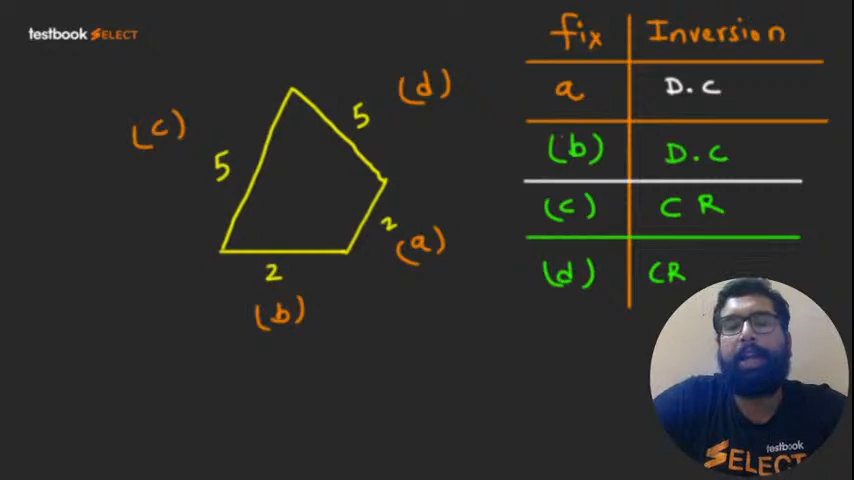 testbook SELECT
fix | Inversion
a | D.C
(b) | D.C
(c) | CR
(d) | CR
(c)
5
5
(d)
2
(a)
2
(b)
testbook
SELECT